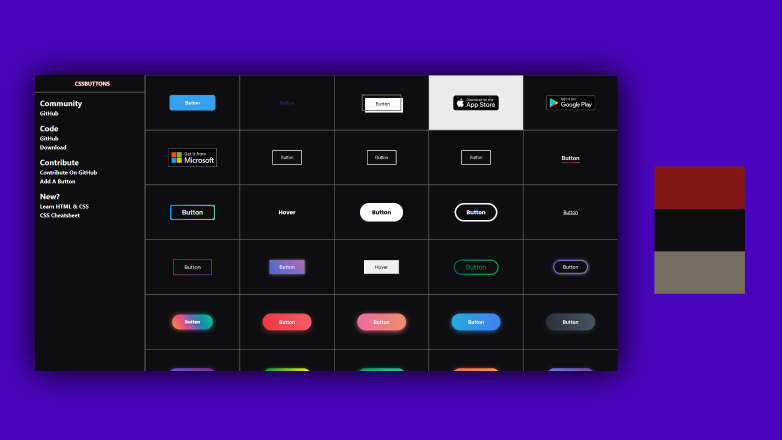 CSSBUTTONS
Community
GitHub
Code
GitHub
Download
Contribute
Contribute On GitHub
Add A Button
New?
Learn HTML & CSS
CSS Cheatsheet
Button
Button
Button
Download on the
App Store
GET IT ON
Google Play
Get it from
Microsoft
Button
Button
Button
Button
Button
Hover
Button
Button
Button
Button
Button
Hover
Button
Button
Button
Button
Button
Button
Button